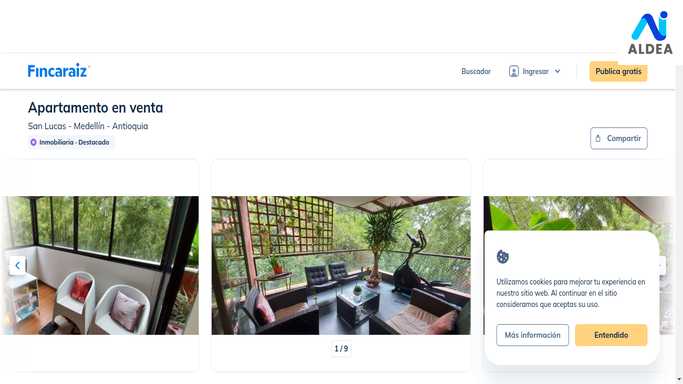 ALDEA
Fincaraiz
Buscador
Ingresar
Publica gratis
Apartamento en venta
San Lucas - Medellín - Antioquia
Inmobiliaria · Destacado
Compartir
1 / 9
Utilizamos cookies para mejorar tu experiencia en
nuestro sitio web. Al continuar en el sitio
consideramos que aceptas su uso.
Más información
Entendido